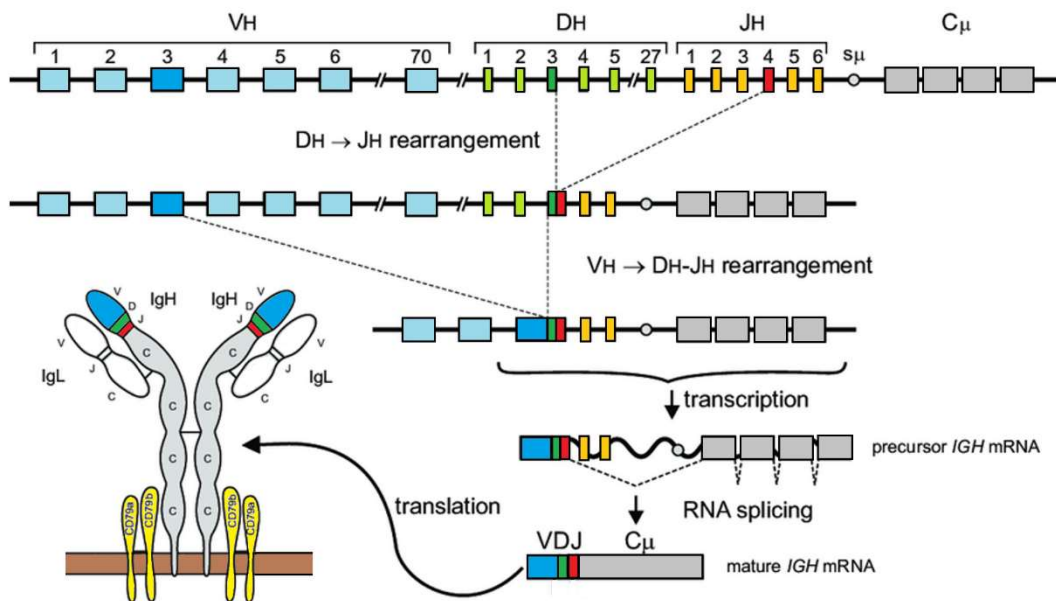 VH DH JH Cμ
1 2 3 4 5 6 70 1 2 3 4 5 27 1 2 3 4 5 6 sμ
DH → JH rearrangement
VH → DH-JH rearrangement
V D J IgH IgH V D J
V J C IgL IgL V J C
C C
C C
C C
C C
CD79a CD79b CD79b CD79a
transcription
precursor IGH mRNA
RNA splicing
translation
VDJ Cμ
mature IGH mRNA